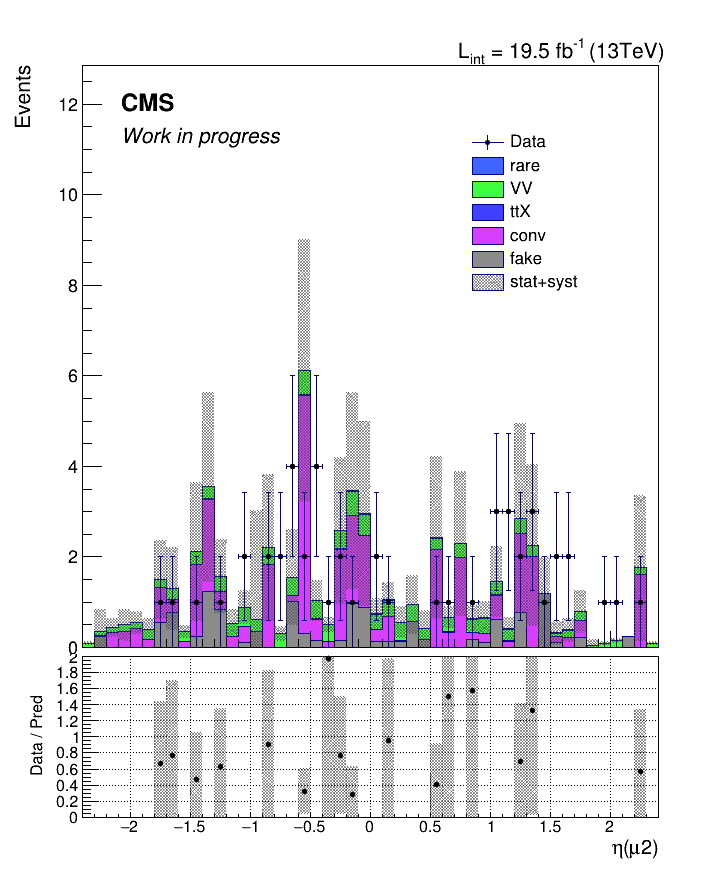 L_int = 19.5 fb^-1 (13TeV)
Events
CMS
Work in progress
Data
rare
VV
ttX
conv
fake
stat+syst
12
10
8
6
4
2
0
2
1.8
1.6
1.4
1.2
1
0.8
0.6
0.4
0.2
0
Data / Pred
−2 −1.5 −1 −0.5 0 0.5 1 1.5 2
η(μ2)